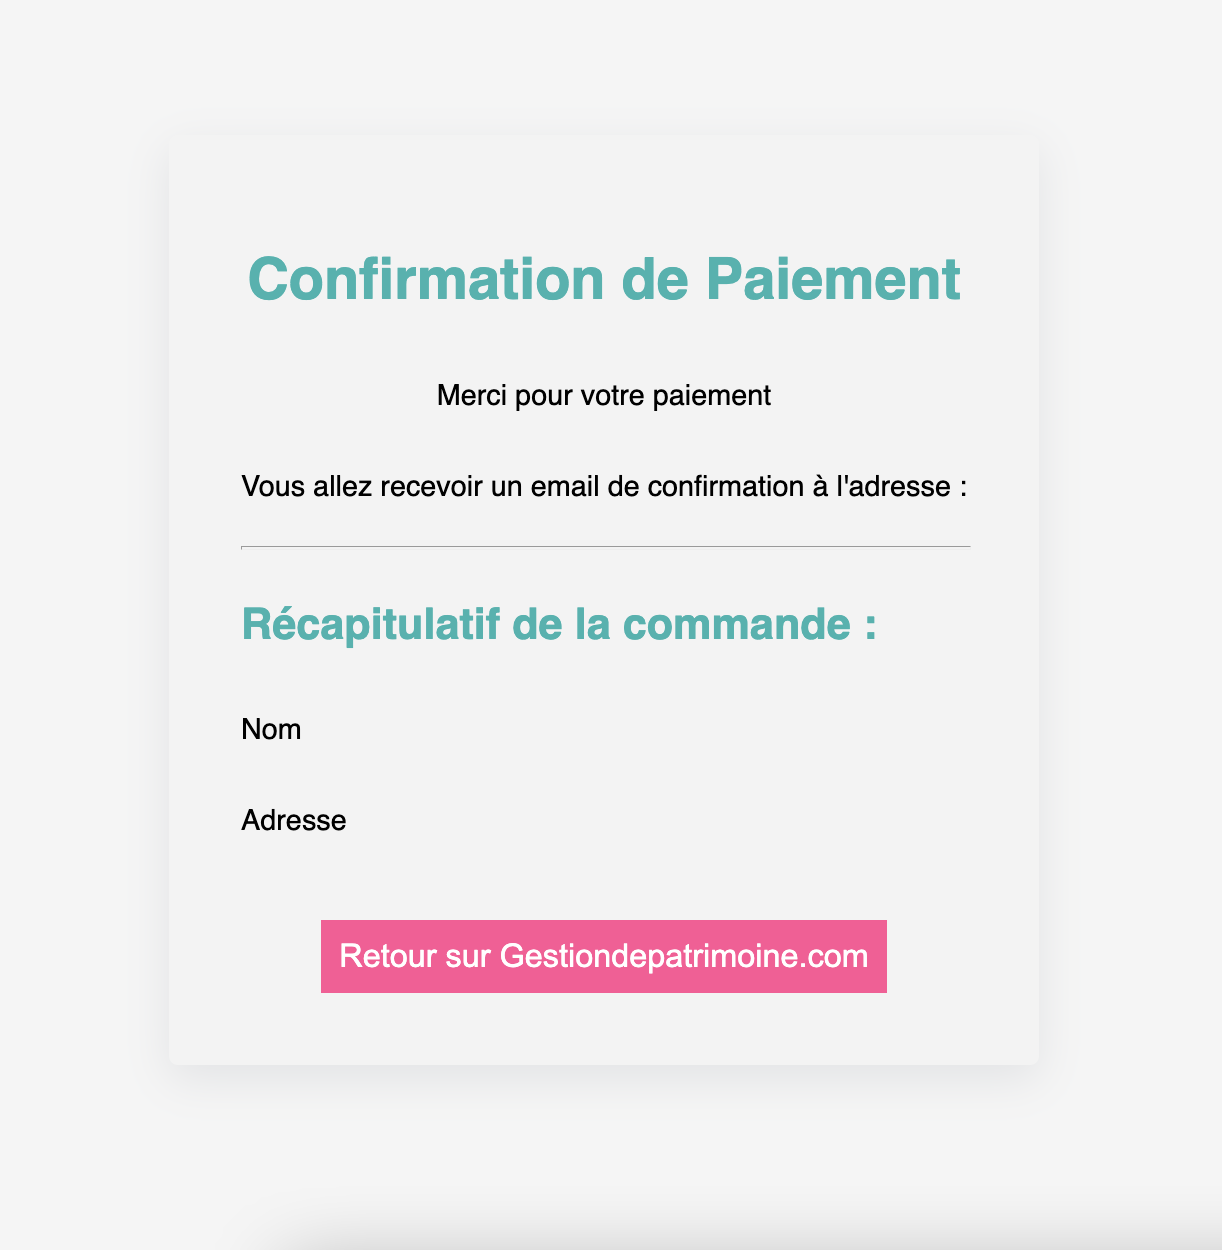 Confirmation de Paiement
Merci pour votre paiement
Vous allez recevoir un email de confirmation à l'adresse :
Récapitulatif de la commande :
Nom
Adresse
Retour sur Gestiondepatrimoine.com